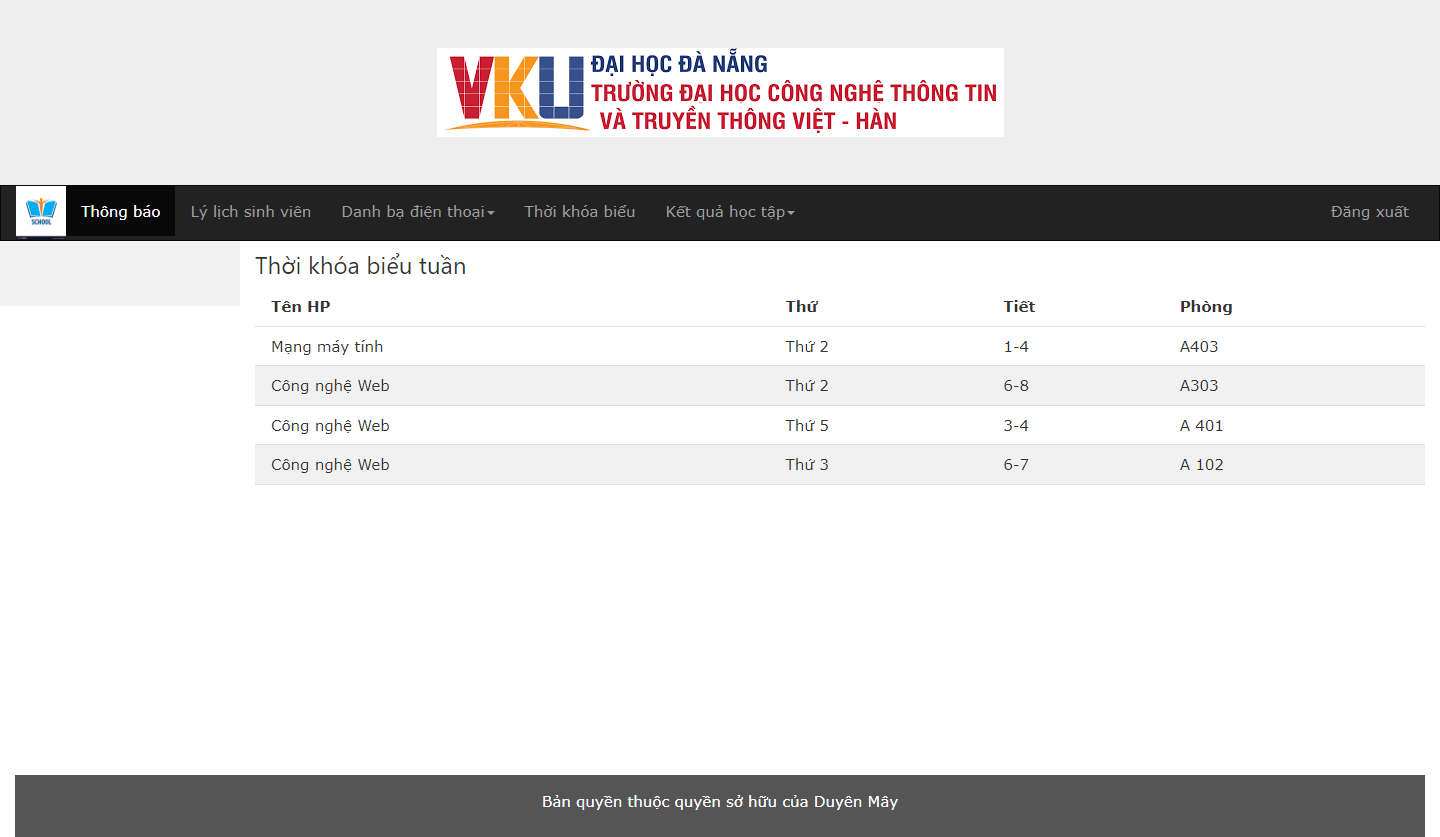 VKU
ĐẠI HỌC ĐÀ NẴNG
TRƯỜNG ĐẠI HỌC CÔNG NGHỆ THÔNG TIN
VÀ TRUYỀN THÔNG VIỆT - HÀN
SCHOOL Thông báo Lý lịch sinh viên Danh bạ điện thoại Thời khóa biểu Kết quả học tập Đăng xuất
Thời khóa biểu tuần
Tên HP Thứ Tiết Phòng
Mạng máy tính Thứ 2 1-4 A403
Công nghệ Web Thứ 2 6-8 A303
Công nghệ Web Thứ 5 3-4 A 401
Công nghệ Web Thứ 3 6-7 A 102
Bản quyền thuộc quyền sở hữu của Duyên Mây